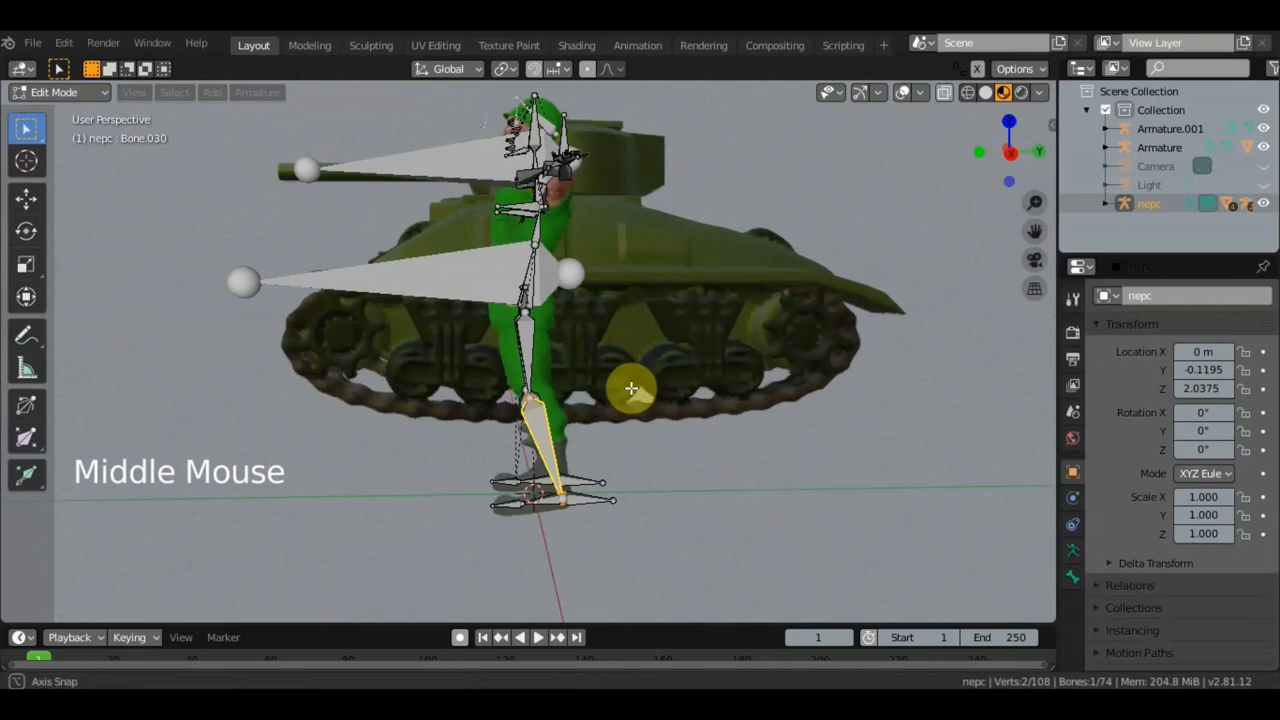 File Edit Render Window Help Layout Modeling Sculpting UV Editing Texture Paint Shading Animation Rendering Compositing Scripting + Scene View Layer
Global X Options
Edit Mode View Select Add Armature
User Perspective
(1) nepc : Bone.030
Scene Collection
Collection
Armature.001
Armature
Camera
Light
nepc
nepc
Transform
Location X 0 m
Y -0.1195
Z 2.0375
Rotation X 0°
Y 0°
Z 0°
Mode XYZ Eule
Scale X 1.000
Y 1.000
Z 1.000
Delta Transform
Relations
Collections
Instancing
Motion Paths
Middle Mouse
Playback Keying View Marker 1 Start 1 End 250
1
Axis Snap nepc | Verts:2/108 | Bones:1/74 | Mem: 204.8 MiB | v2.81.12